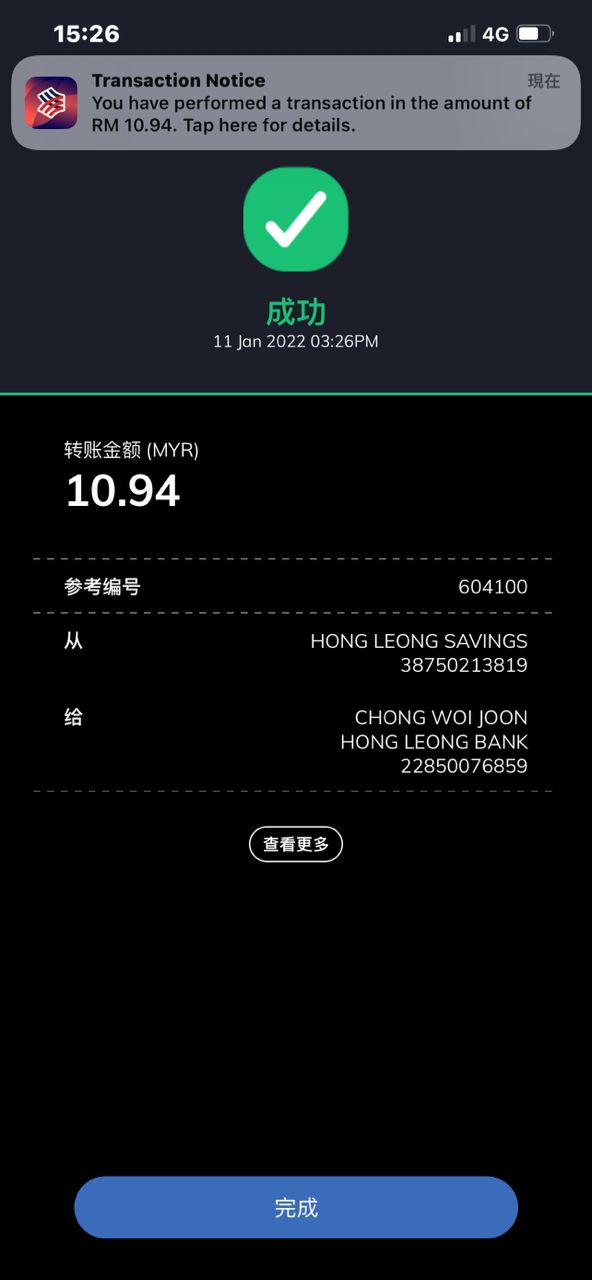 15:26
4G
Transaction Notice
現在
You have performed a transaction in the amount of
RM 10.94. Tap here for details.
成功
11 Jan 2022 03:26PM
转账金额 (MYR)
10.94
参考编号
604100
从
HONG LEONG SAVINGS
38750213819
给
CHONG WOI JOON
HONG LEONG BANK
22850076859
查看更多
完成